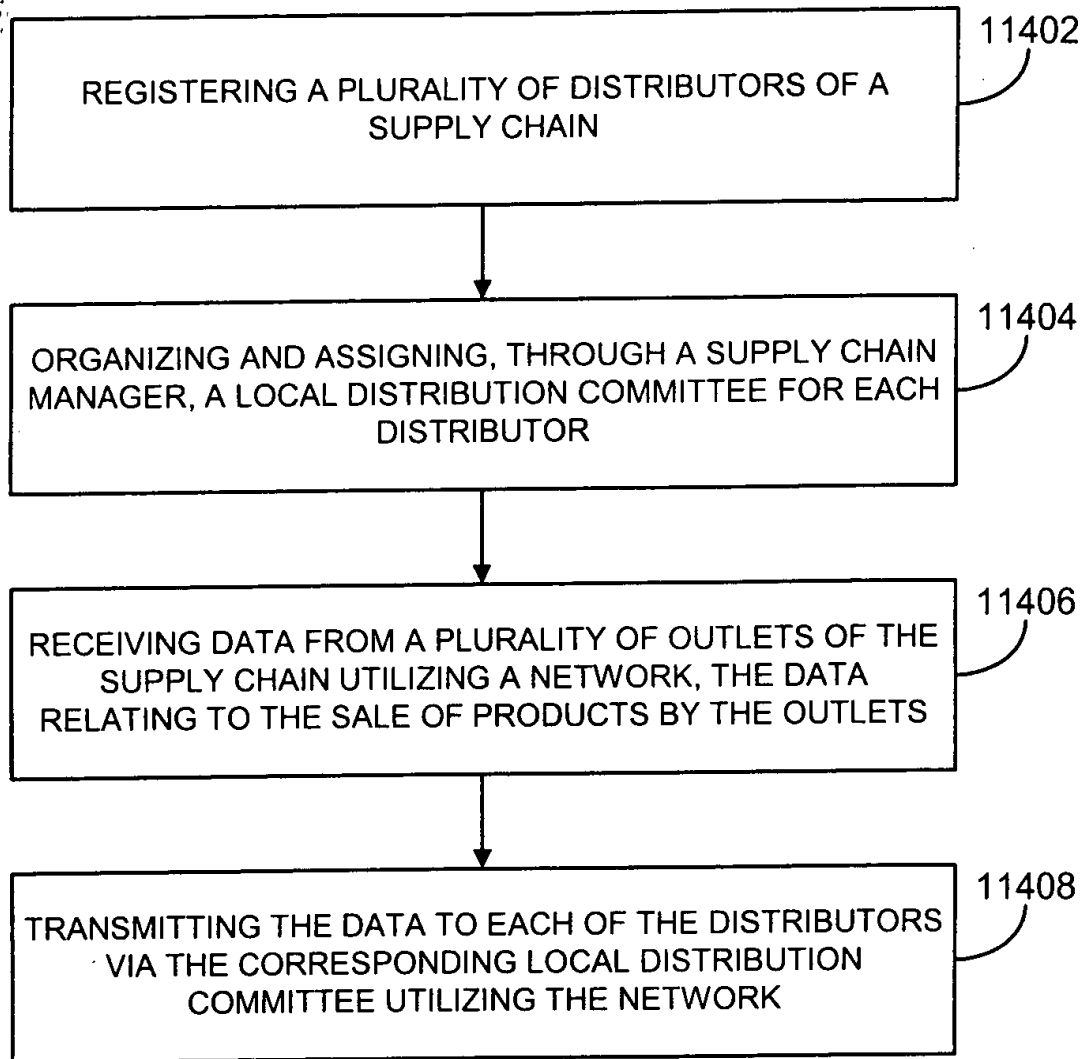 11402
REGISTERING A PLURALITY OF DISTRIBUTORS OF A
SUPPLY CHAIN
11404
ORGANIZING AND ASSIGNING, THROUGH A SUPPLY CHAIN
MANAGER, A LOCAL DISTRIBUTION COMMITTEE FOR EACH
DISTRIBUTOR
11406
RECEIVING DATA FROM A PLURALITY OF OUTLETS OF THE
SUPPLY CHAIN UTILIZING A NETWORK, THE DATA
RELATING TO THE SALE OF PRODUCTS BY THE OUTLETS
11408
TRANSMITTING THE DATA TO EACH OF THE DISTRIBUTORS
VIA THE CORRESPONDING LOCAL DISTRIBUTION
COMMITTEE UTILIZING THE NETWORK